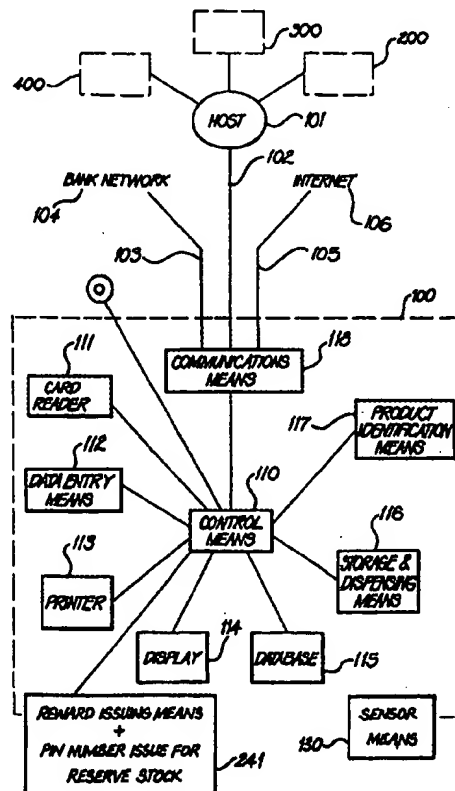 300
400
200
HOST
101
102
BANK NETWORK
INTERNET
104
106
103
105
100
COMMUNICATIONS
MEANS
118
111
CARD
READER
117
PRODUCT
IDENTIFICATION
MEANS
112
DATA ENTRY
MEANS
110
CONTROL
MEANS
116
STORAGE &
DISPENSING
MEANS
113
PRINTER
DISPLAY
114
DATABASE
115
REWARD ISSUING MEANS
+
PIN NUMBER ISSUE FOR
RESERVE STOCK
241
SENSOR
MEANS
130